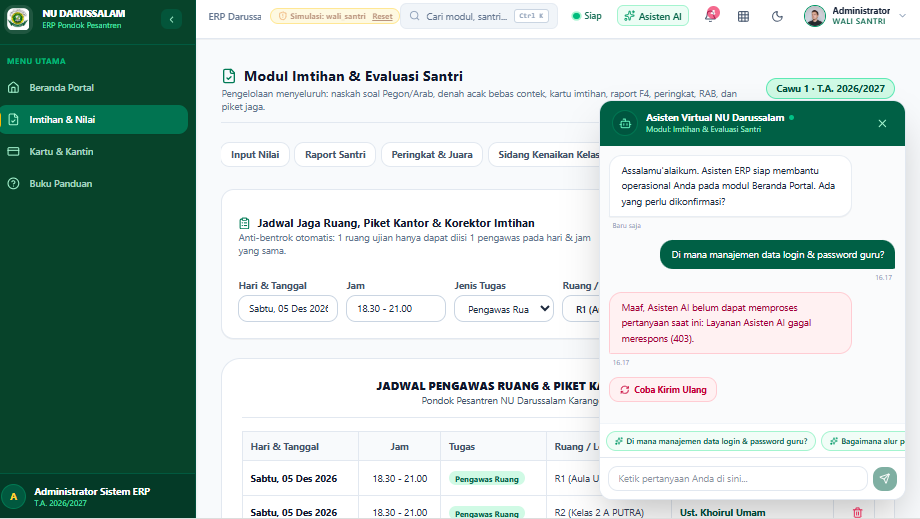 NU DARUSSALAM
ERP Pondok Pesantren
MENU UTAMA
Beranda Portal
Imtihan & Nilai
Kartu & Kantin
Buku Panduan
A
Administrator Sistem ERP
T.A. 2026/2027
ERP Darussa
Simulasi: wali_santri Reset
Cari modul, santri...
Ctrl K
Siap
Asisten AI
Administrator
WALI SANTRI
Modul Imtihan & Evaluasi Santri
Pengelolaan menyeluruh: naskah soal Pegon/Arab, denah acak bebas contek, kartu imtihan, raport F4, peringkat, RAB, dan
piket jaga.
Cawu 1 · T.A. 2026/2027
Input Nilai
Raport Santri
Peringkat & Juara
Sidang Kenaikan Kelas
Jadwal Jaga Ruang, Piket Kantor & Korektor Imtihan
Anti-bentrok otomatis: 1 ruang ujian hanya dapat diisi 1 pengawas pada hari & jam
yang sama.
Hari & Tanggal
Jam
Jenis Tugas
Ruang /
Sabtu, 05 Des 2026
18.30 - 21.00
Pengawas Rua
R1 (Au
JADWAL PENGAWAS RUANG & PIKET KA
Pondok Pesantren NU Darussalam Karang
Hari & Tanggal
Jam
Tugas
Ruang / Lo
Sabtu, 05 Des 2026
18.30 - 21.00
Pengawas Ruang
R1 (Aula U
Sabtu, 05 Des 2026
18.30 - 21.00
Pengawas Ruang
R2 (Kelas 2 A PUTRA)
Ust. Khoirul Umam
Asisten Virtual NU Darussalam
Modul: Imtihan & Evaluasi Santri
Assalamu'alaikum. Asisten ERP siap membantu
operasional Anda pada modul Beranda Portal. Ada
yang perlu dikonfirmasi?
Baru saja
Di mana manajemen data login & password guru?
16.17
Maaf, Asisten AI belum dapat memproses
pertanyaan saat ini: Layanan Asisten AI gagal
merespons (403).
16.17
Coba Kirim Ulang
Di mana manajemen data login & password guru?
Bagaimana alur p
Ketik pertanyaan Anda di sini...